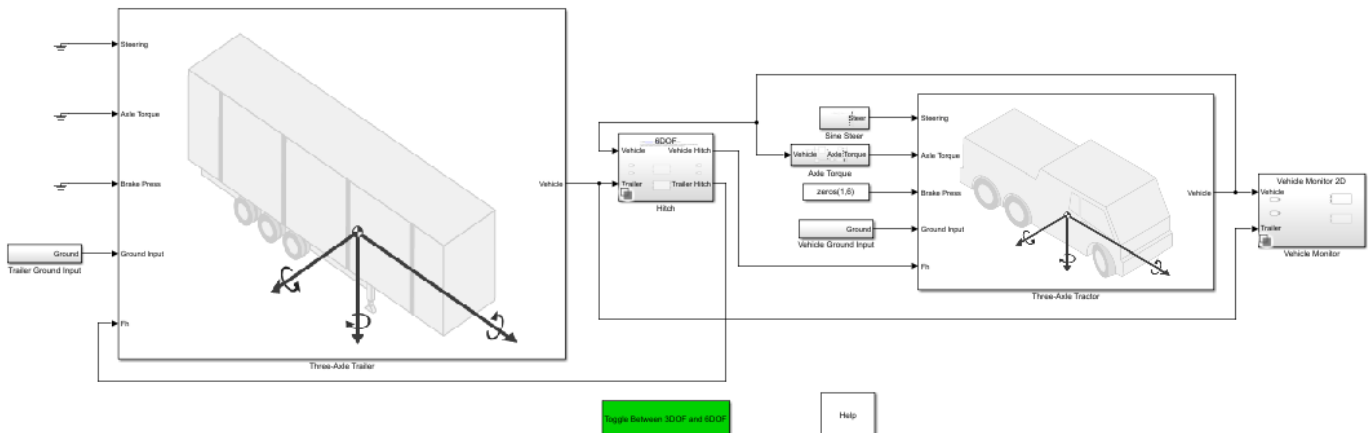 Steering
Axle Torque
Brake Press
Ground
Trailer Ground Input
Ground Input
Fh
Vehicle
Three-Axle Trailer
6DOF
Vehicle
Vehicle Hitch
Trailer
Trailer Hitch
Hitch
Steer
Sine Steer
Vehicle
Axle Torque
Axle Torque
zeros(1,6)
Ground
Vehicle Ground Input
Steering
Axle Torque
Brake Press
Ground Input
Fh
Vehicle
Three-Axle Tractor
Vehicle Monitor 2D
Vehicle
Trailer
Vehicle Monitor
Toggle Between 3DOF and 6DOF
Help